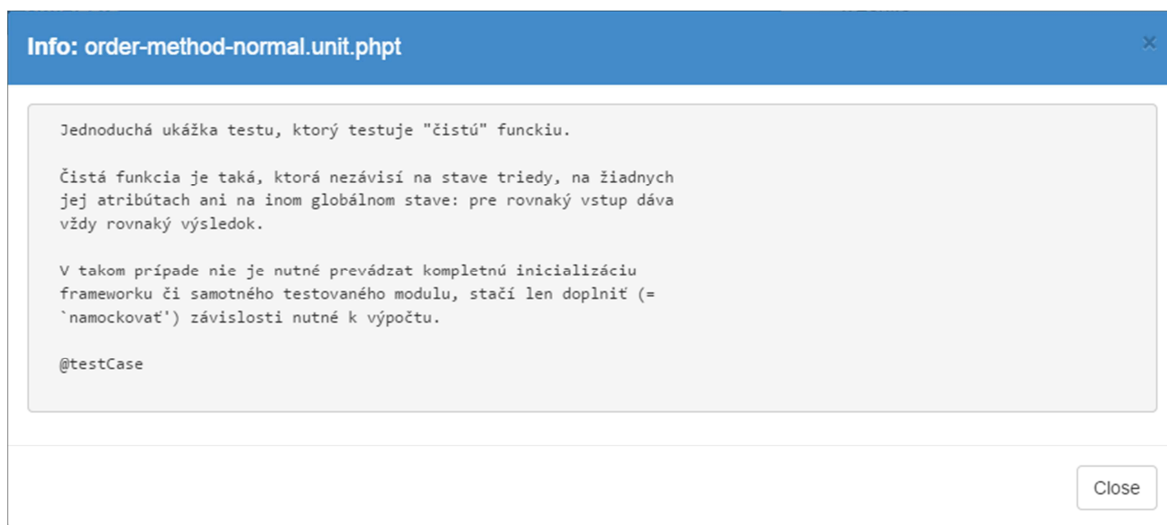 Info: order-method-normal.unit.phpt
×
Jednoduchá ukážka testu, ktorý testuje "čistú" funckiu.
Čistá funkcia je taká, ktorá nezávisí na stave triedy, na žiadnych
jej atribútach ani na inom globálnom stave: pre rovnaký vstup dáva
vždy rovnaký výsledok.
V takom prípade nie je nutné prevádzat kompletnú inicializáciu
frameworku či samotného testovaného modulu, stačí len doplniť (=
`namockovať') závislosti nutné k výpočtu.
@testCase
Close